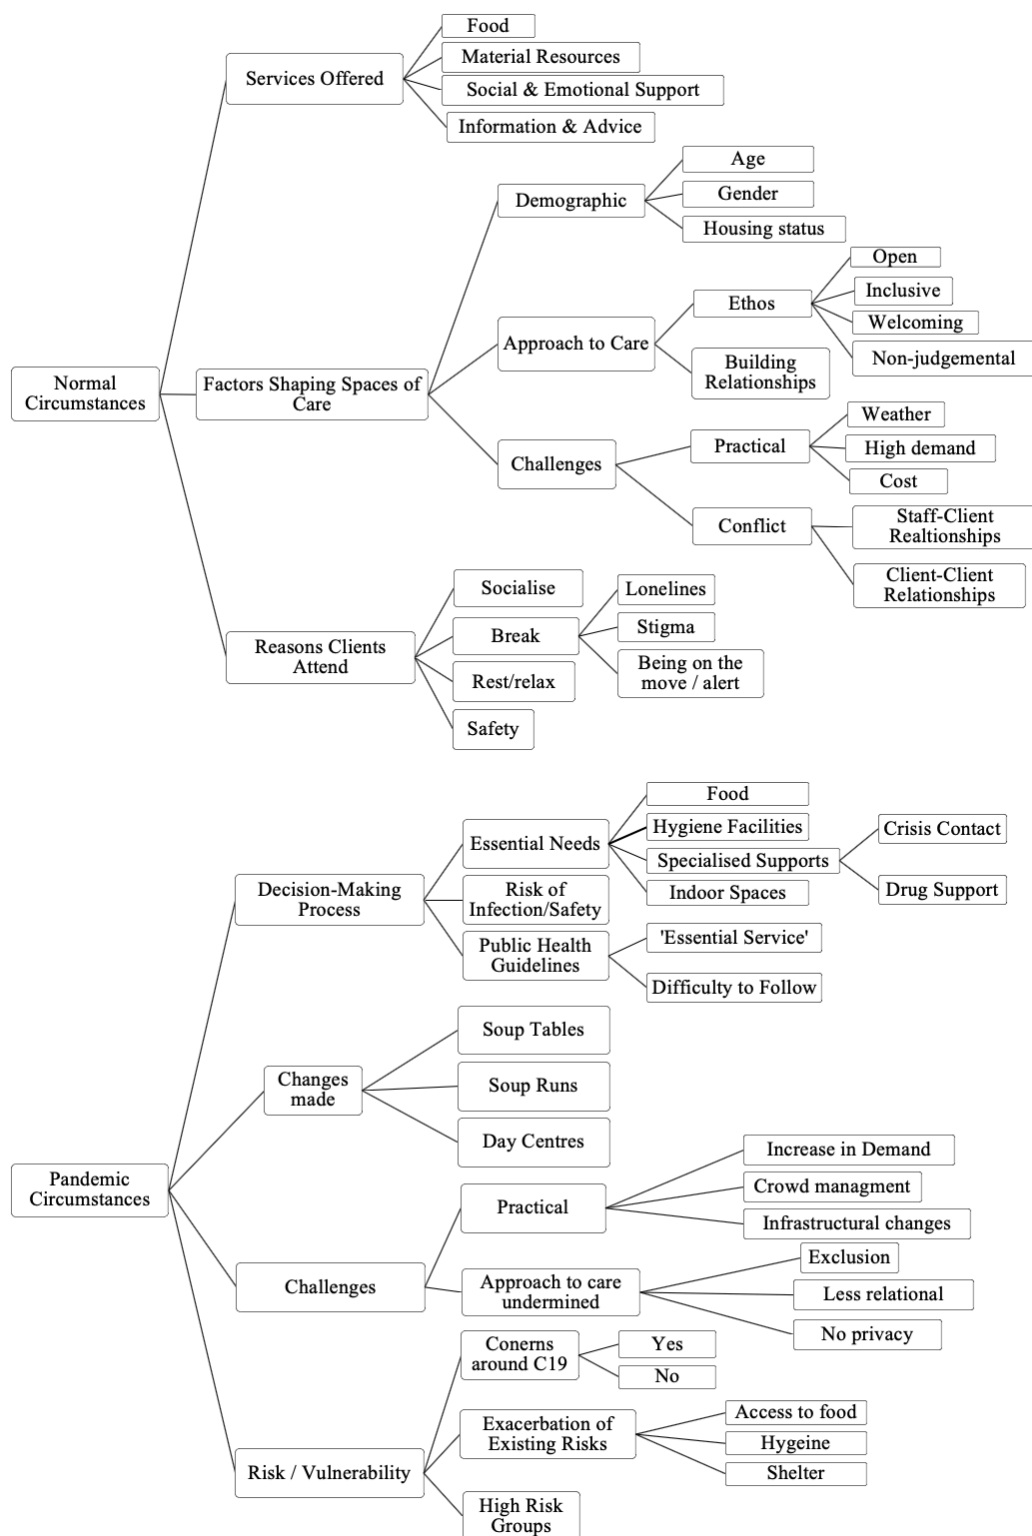 Food
Material Resources
Services Offered
Social & Emotional Support
Information & Advice
Age
Demographic
Gender
Housing status
Open
Ethos
Inclusive
Welcoming
Approach to Care
Non-judgemental
Building
Relationships
Normal
Circumstances
Factors Shaping Spaces of
Care
Weather
Practical
High demand
Challenges
Cost
Conflict
Staff-Client
Realtionships
Client-Client
Relationships
Socialise
Lonelines
Break
Stigma
Reasons Clients
Attend
Being on the
move / alert
Rest/relax
Safety
Food
Essential Needs
Hygiene Facilities
Crisis Contact
Specialised Supports
Drug Support
Indoor Spaces
Decision-Making
Process
Risk of
Infection/Safety
Public Health
Guidelines
'Essential Service'
Difficulty to Follow
Soup Tables
Changes
made
Soup Runs
Day Centres
Pandemic
Circumstances
Increase in Demand
Practical
Crowd managment
Infrastructural changes
Challenges
Approach to care
undermined
Exclusion
Less relational
No privacy
Conerns
around C19
Yes
No
Exacerbation of
Existing Risks
Access to food
Hygeine
Shelter
Risk / Vulnerability
High Risk
Groups